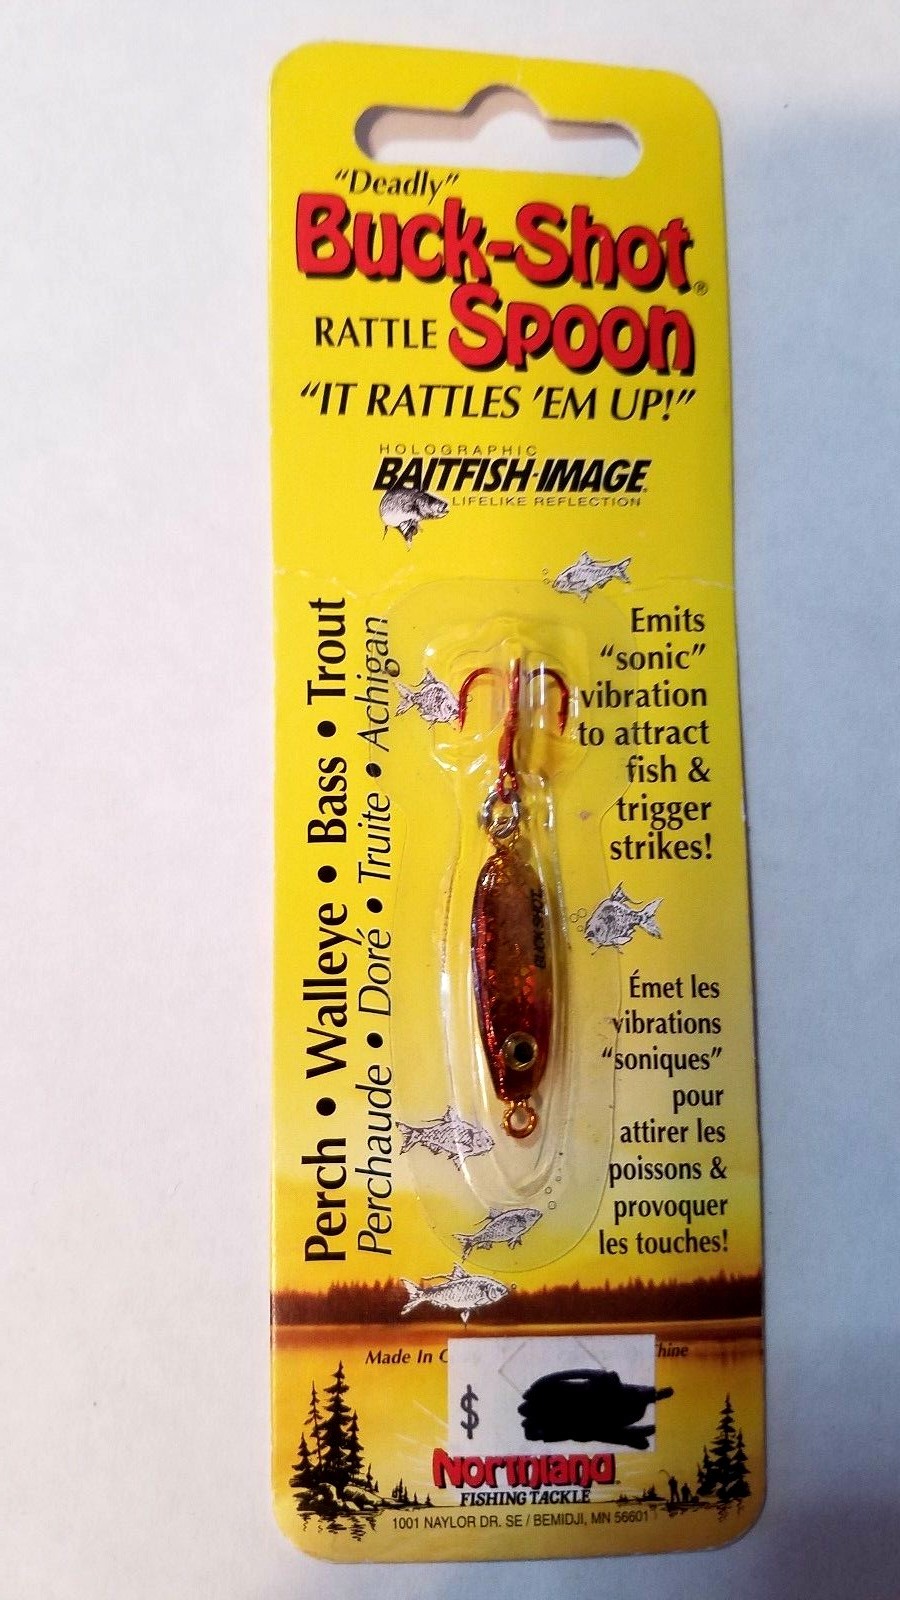 "Deadly"
Buck-Shot®
RATTLE Spoon
"IT RATTLES 'EM UP!"
HOLOGRAPHIC
BAITFISH-IMAGE
LIFELIKE REFLECTION
Perch • Walleye • Bass • Trout
Perchaude • Doré • Truite • Achigan
Emits
"sonic"
vibration
to attract
fish &
trigger
strikes!
BUCK-SHOT
Émet les
vibrations
"soniques"
pour
attirer les
poissons &
provoquer
les touches!
Made In
$
Northland
FISHING TACKLE
1001 NAYLOR DR. SE / BEMIDJI, MN 56601